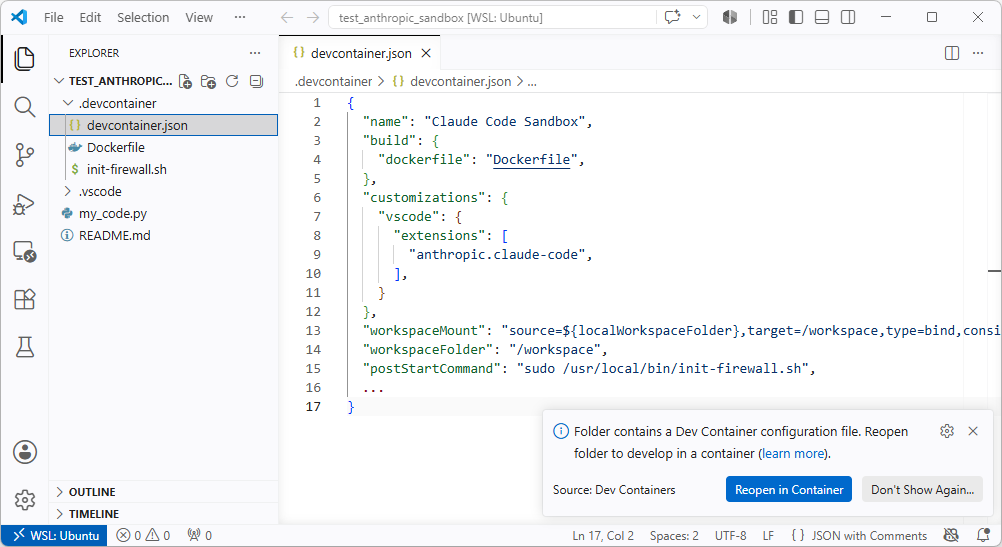 File Edit Selection View ···
test_anthropic_sandbox [WSL: Ubuntu]
EXPLORER ···
TEST_ANTHROPIC...
.devcontainer
devcontainer.json
Dockerfile
$ init-firewall.sh
.vscode
my_code.py
README.md
OUTLINE
TIMELINE
{} devcontainer.json
.devcontainer > {} devcontainer.json > ...
1 {
2 "name": "Claude Code Sandbox",
3 "build": {
4 "dockerfile": "Dockerfile",
5 },
6 "customizations": {
7 "vscode": {
8 "extensions": [
9 "anthropic.claude-code",
10 ],
11 }
12 },
13 "workspaceMount": "source=${localWorkspaceFolder},target=/workspace,type=bind,consi
14 "workspaceFolder": "/workspace",
15 "postStartCommand": "sudo /usr/local/bin/init-firewall.sh",
16 ...
17 }
Folder contains a Dev Container configuration file. Reopen
folder to develop in a container (learn more).
Source: Dev Containers
Reopen in Container
Don't Show Again...
WSL: Ubuntu 0 0 0 Ln 17, Col 2 Spaces: 2 UTF-8 LF {} JSON with Comments